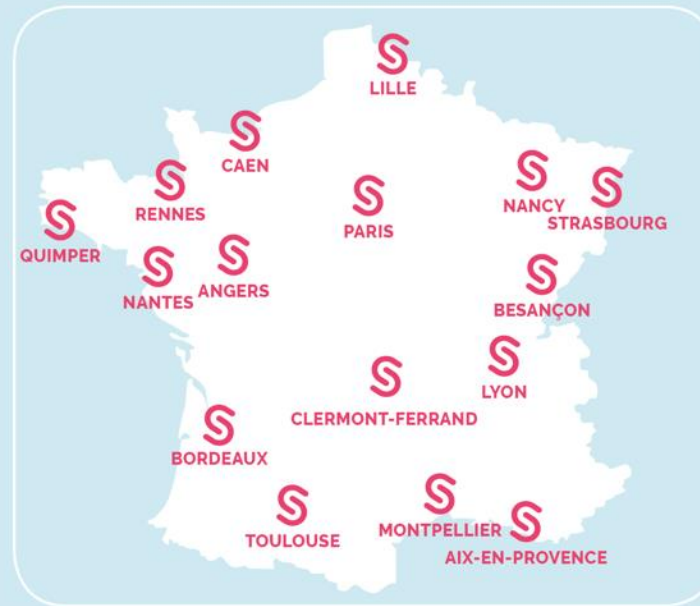 LILLE
CAEN
RENNES
PARIS
NANCY
STRASBOURG
QUIMPER
NANTES
ANGERS
BESANÇON
LYON
CLERMONT-FERRAND
BORDEAUX
TOULOUSE
MONTPELLIER
AIX-EN-PROVENCE